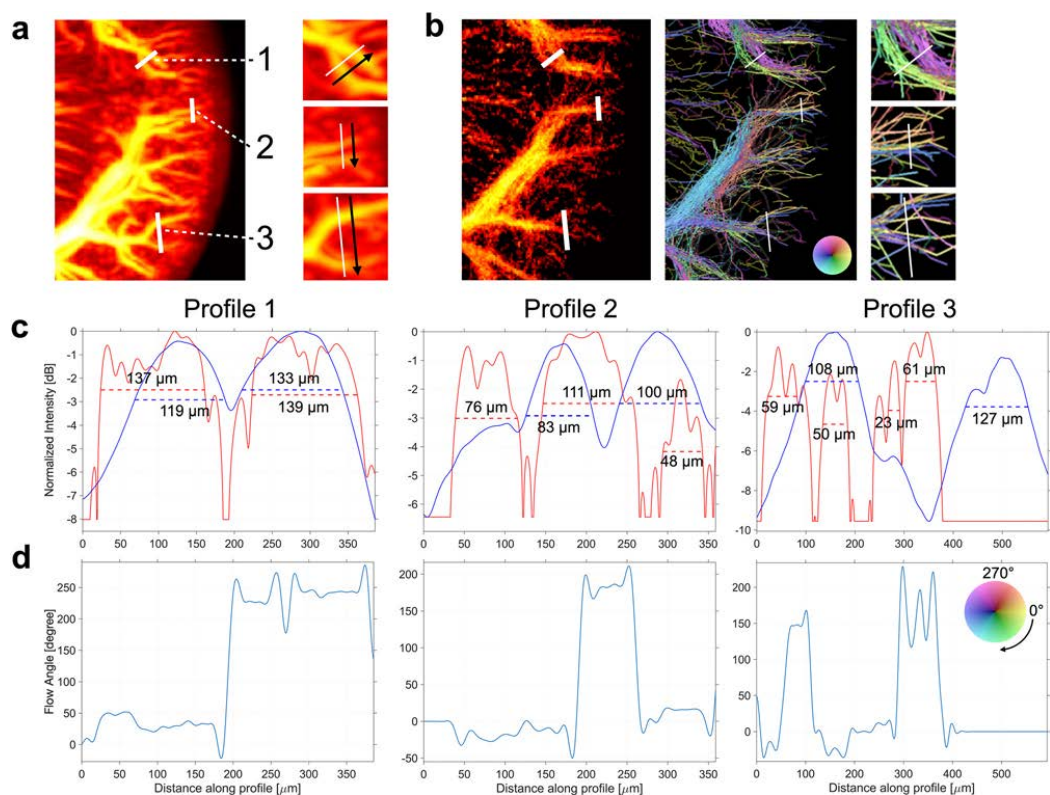 a
b
1
2
3
Profile 1
Profile 2
Profile 3
c
Normalized Intensity [dB]
0
-1
-2
-3
-4
-5
-6
-7
-8
137 µm
133 µm
119 µm
139 µm
0 50 100 150 200 250 300 350
0
-1
-2
-3
-4
-5
-6
76 µm
111 µm
100 µm
83 µm
48 µm
0 50 100 150 200 250 300 350
0
-2
-4
-6
-8
-10
108 µm
61 µm
59 µm
23 µm
50 µm
127 µm
0 100 200 300 400 500
d
Flow Angle [degree]
250
200
150
100
50
0
0 50 100 150 200 250 300 350
Distance along profile [µm]
200
150
100
50
0
-50
0 50 100 150 200 250 300 350
Distance along profile [µm]
200
150
100
50
0
-50
270°
0°
0 100 200 300 400 500
Distance along profile [µm]